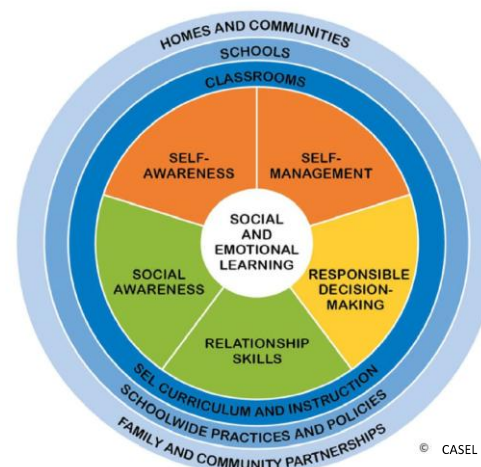 HOMES AND COMMUNITIES
SCHOOLS
CLASSROOMS
SELF-
AWARENESS
SELF-
MANAGEMENT
SOCIAL
AND
EMOTIONAL
LEARNING
SOCIAL
AWARENESS
RESPONSIBLE
DECISION-
MAKING
RELATIONSHIP
SKILLS
SEL CURRICULUM AND INSTRUCTION
SCHOOLWIDE PRACTICES AND POLICIES
FAMILY AND COMMUNITY PARTNERSHIPS
© CASEL